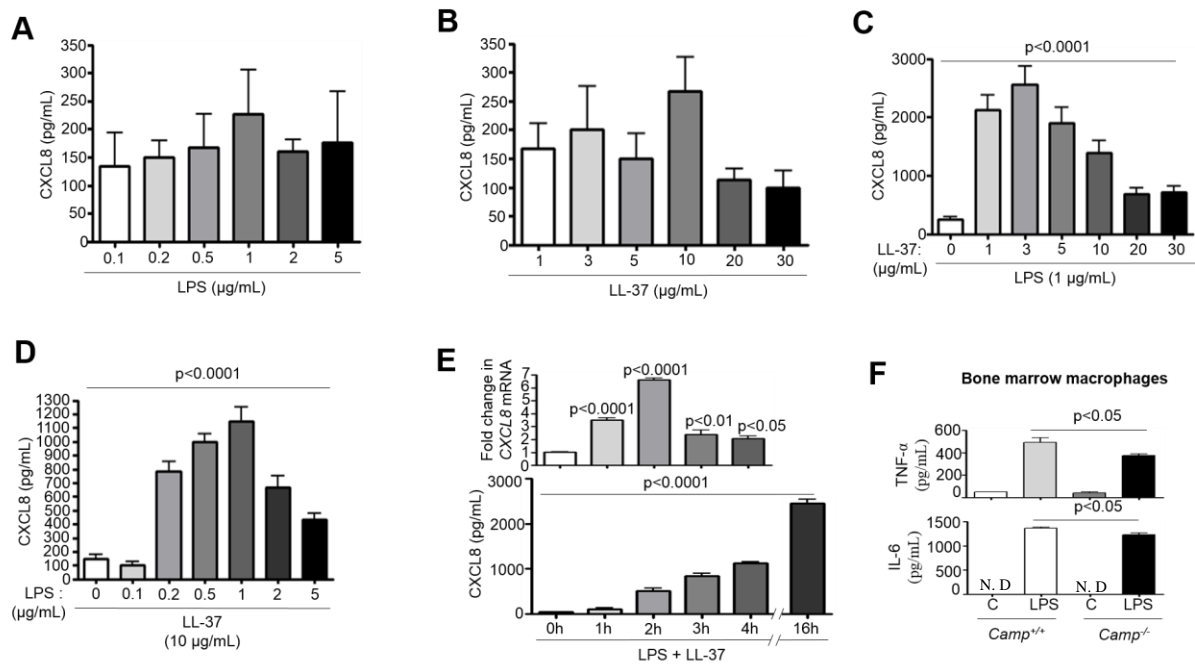 A
CXCL8 (pg/mL)
350
300
250
200
150
100
50
0
0.1 0.2 0.5 1 2 5
LPS (µg/mL)
B
CXCL8 (pg/mL)
350
300
250
200
150
100
50
0
1 3 5 10 20 30
LL-37 (µg/mL)
C
p<0.0001
CXCL8 (pg/mL)
3000
2000
1000
0
LL-37: 0 1 3 5 10 20 30
(µg/mL)
LPS (1 µg/mL)
D
p<0.0001
CXCL8 (pg/mL)
1300
1200
1100
1000
900
800
700
600
500
400
300
200
100
0
LPS : 0 0.1 0.2 0.5 1 2 5
(µg/mL)
LL-37
(10 µg/mL)
E
Fold change in
CXCL8 mRNA
7
6
5
4
3
2
1
0
p<0.0001
p<0.0001
p<0.01
p<0.05
p<0.0001
CXCL8 (pg/mL)
3000
2000
1000
0
0h 1h 2h 3h 4h 16h
LPS + LL-37
F
Bone marrow macrophages
p<0.05
TNF-α
(pg/mL)
600
400
200
0
p<0.05
IL-6
(pg/mL)
1500
1000
500
0
N. D N. D
C LPS C LPS
Camp+/+ Camp-/-